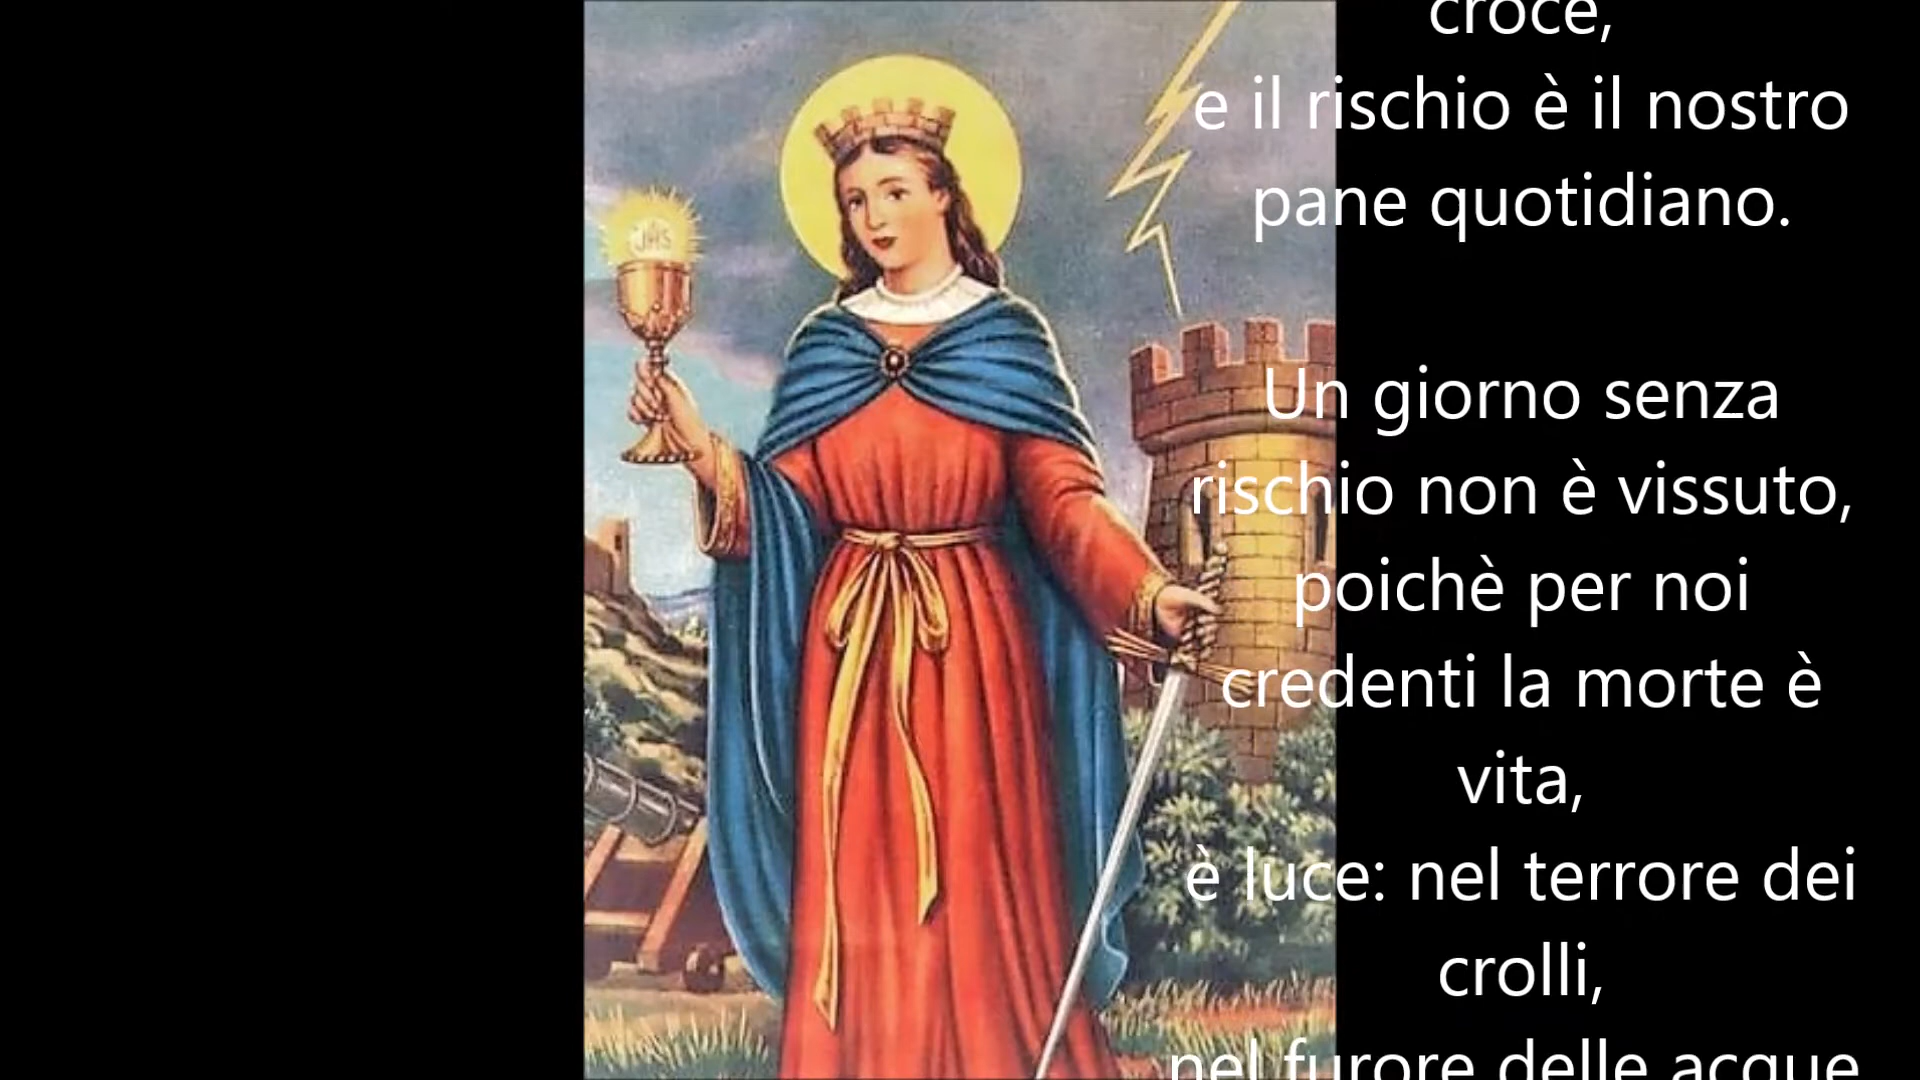 croce,
e il rischio è il nostro
pane quotidiano.
Un giorno senza
rischio non è vissuto,
poichè per noi
credenti la morte è
vita,
è luce: nel terrore dei
crolli,
nel furore delle acque
JHS